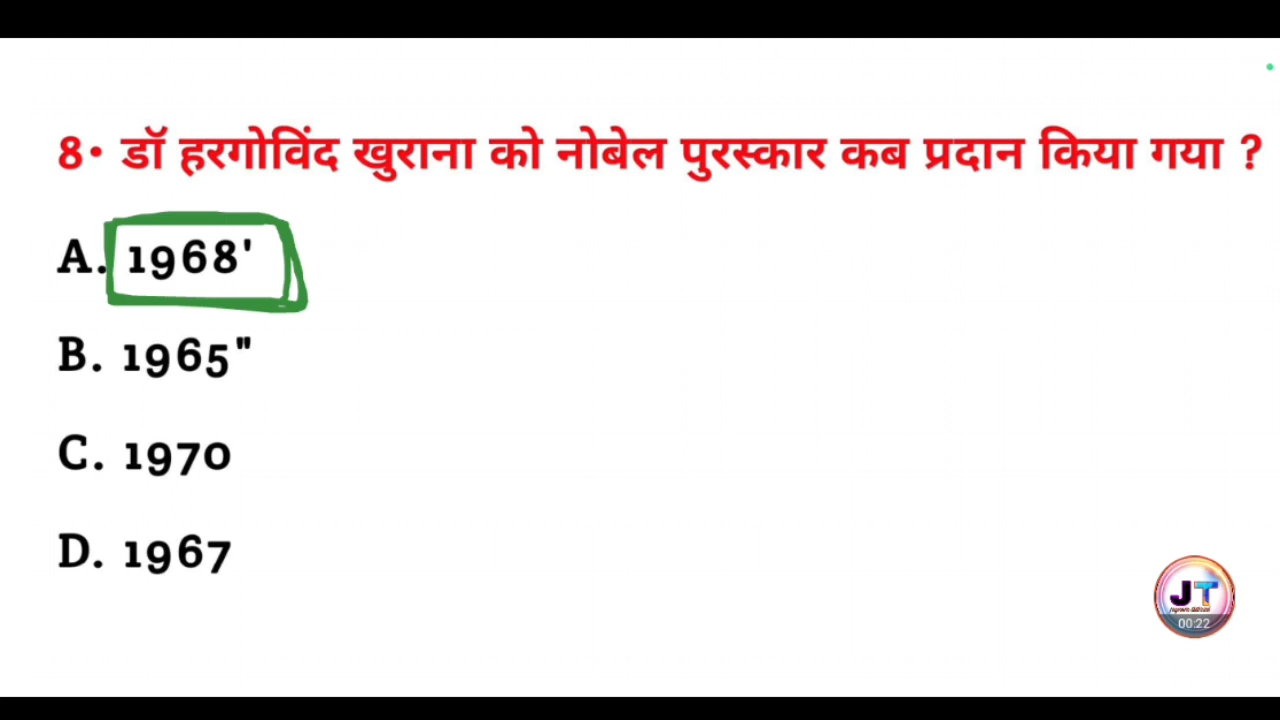 8• डॉ हरगोविंद खुराना को नोबेल पुरस्कार कब प्रदान किया गया ?
A. 1968'
B. 1965"
C. 1970
D. 1967
JT
00:22